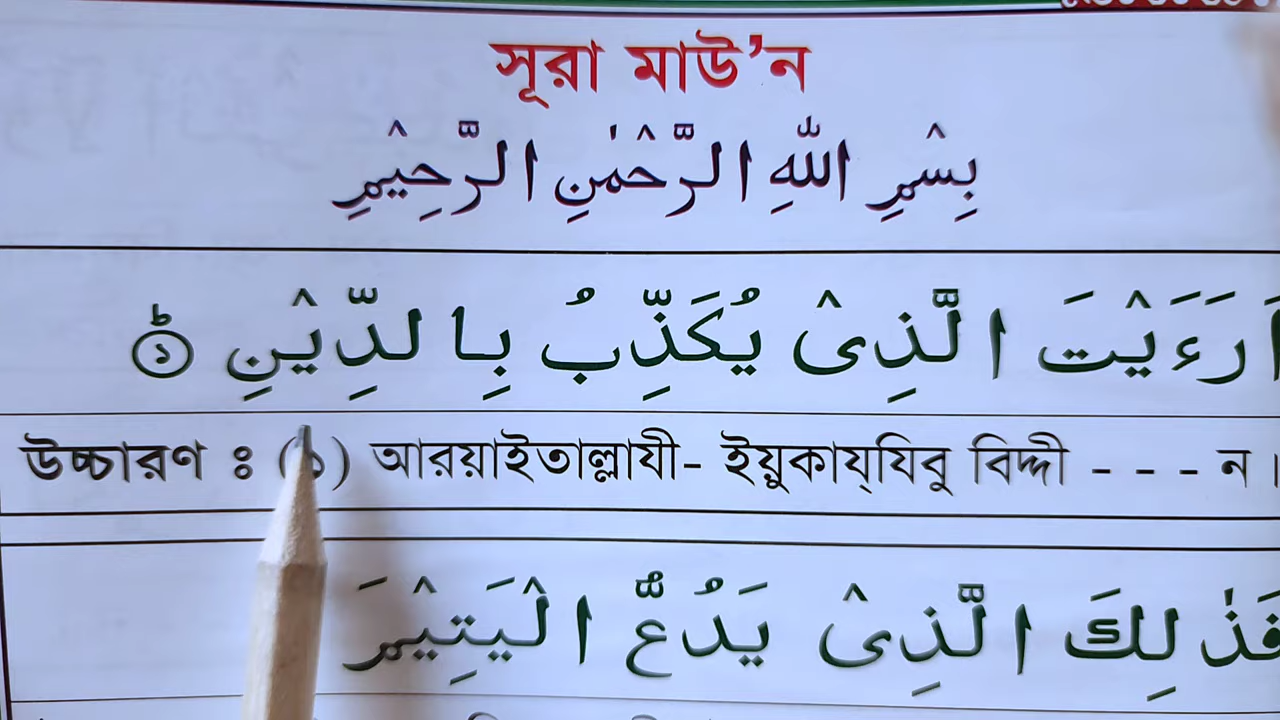 সূরা মাউ’ন
بِسْمِ اللّٰهِ الرَّحْمٰنِ الرَّحِيْمِ
اَرَءَيْتَ الَّذِىْ يُكَذِّبُ بِالدِّيْنِ ؕ ١
উচ্চারণ ঃ (১) আরয়াইতাল্লাযী- ইয়ুকায্যিবু বিদ্দী - - - ন।
فَذٰلِكَ الَّذِىْ يَدُعُّ الْيَتِيْمَ